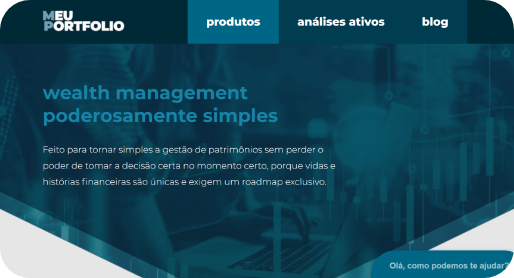 MEU
PORTFOLIO
produtos análises ativos blog
wealth management
poderosamente simples
Feito para tornar simples a gestão de patrimônios sem perder o
poder de tomar a decisão certa no momento certo, porque vidas e
histórias financeiras são únicas e exigem um roadmap exclusivo.
Olá, como podemos te ajudar?